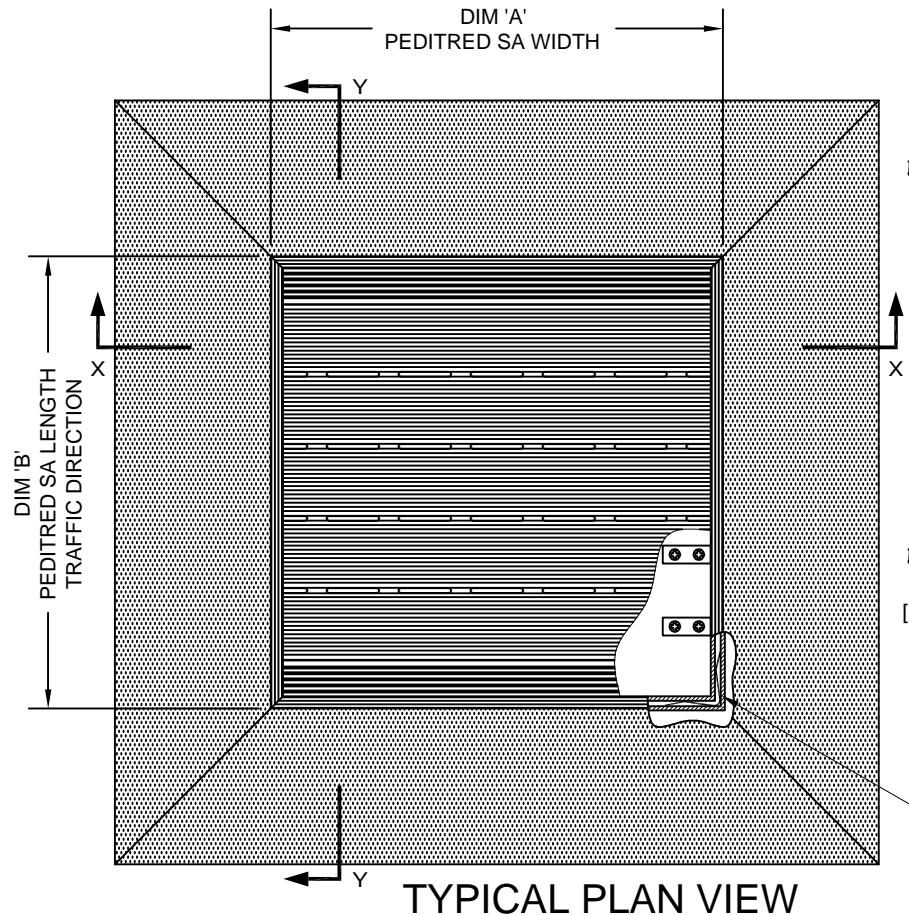 DIM 'A'
PEDITRED SA WIDTH
Y
X
X
DIM 'B'
PEDITRED SA LENGTH
TRAFFIC DIRECTION
[
Y
TYPICAL PLAN VIEW